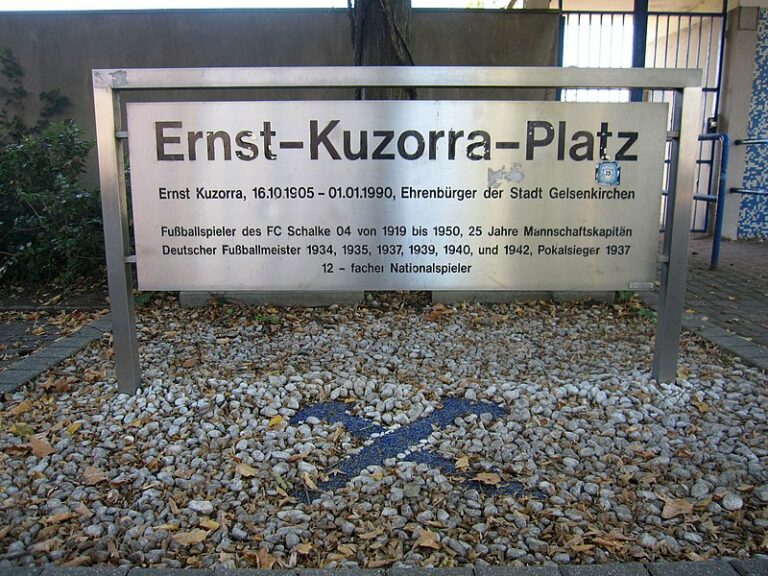 Ernst-Kuzorra-Platz
Ernst Kuzorra, 16.10.1905 - 01.01.1990, Ehrenbürger der Stadt Gelsenkirchen
Fußballspieler des FC Schalke 04 von 1919 bis 1950, 25 Jahre Mannschaftskapitän
Deutscher Fußballmeister 1934, 1935, 1937, 1939, 1940, und 1942, Pokalsieger 1937
12 - facher Nationalspieler